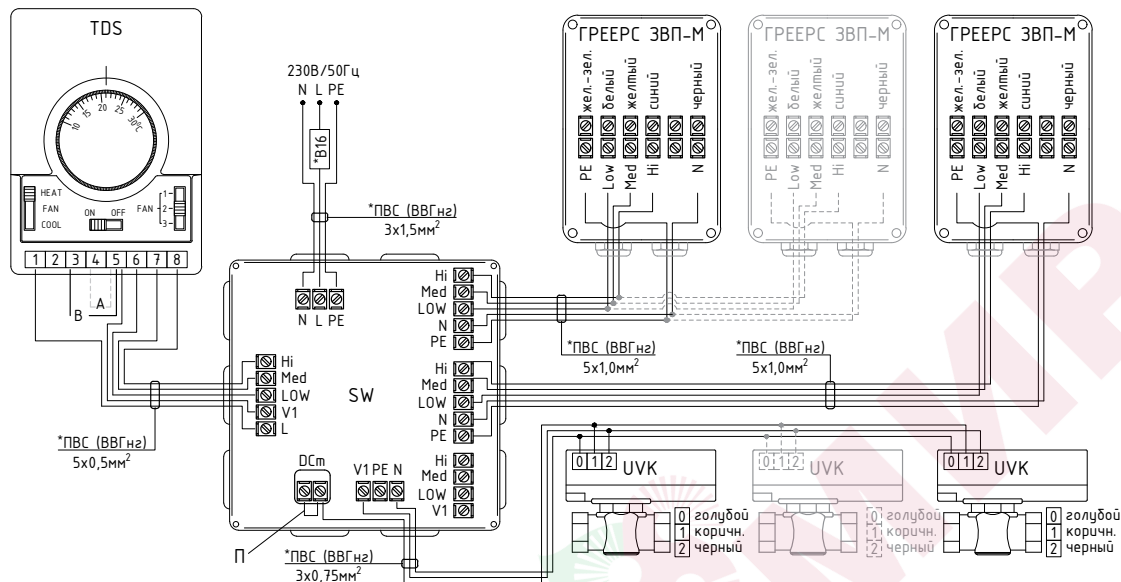 TDS
10 15 20 25 30°C
HEAT
FAN
COOL
ON OFF
FAN
1
2
3
1 2 3 4 5 6 7 8
A
B
230В/50Гц
N L PE
*В16
*ПВС (ВВГнг)
3x1,5мм²
N L PE
SW
Hi
Med
LOW
V1
L
*ПВС (ВВГнг)
5x0,5мм²
DCm
П
V1 PE N
*ПВС (ВВГнг)
3x0,75мм²
Hi
Med
LOW
N
PE
Hi
Med
LOW
N
PE
Hi
Med
LOW
V1
*ПВС (ВВГнг)
5x1,0мм²
*ПВС (ВВГнг)
5x1,0мм²
ГРЕЕРС ЗВП-М
жел.-зел.
белый
желтый
синий
черный
PE
Low
Med
Hi
N
ГРЕЕРС ЗВП-М
жел.-зел.
белый
желтый
синий
черный
PE
Low
Med
Hi
N
ГРЕЕРС ЗВП-М
жел.-зел.
белый
желтый
синий
черный
PE
Low
Med
Hi
N
0 1 2
UVK
0 голубой
1 коричн.
2 черный
0 1 2
UVK
0 голубой
1 коричн.
2 черный
0 1 2
UVK
0 голубой
1 коричн.
2 черный